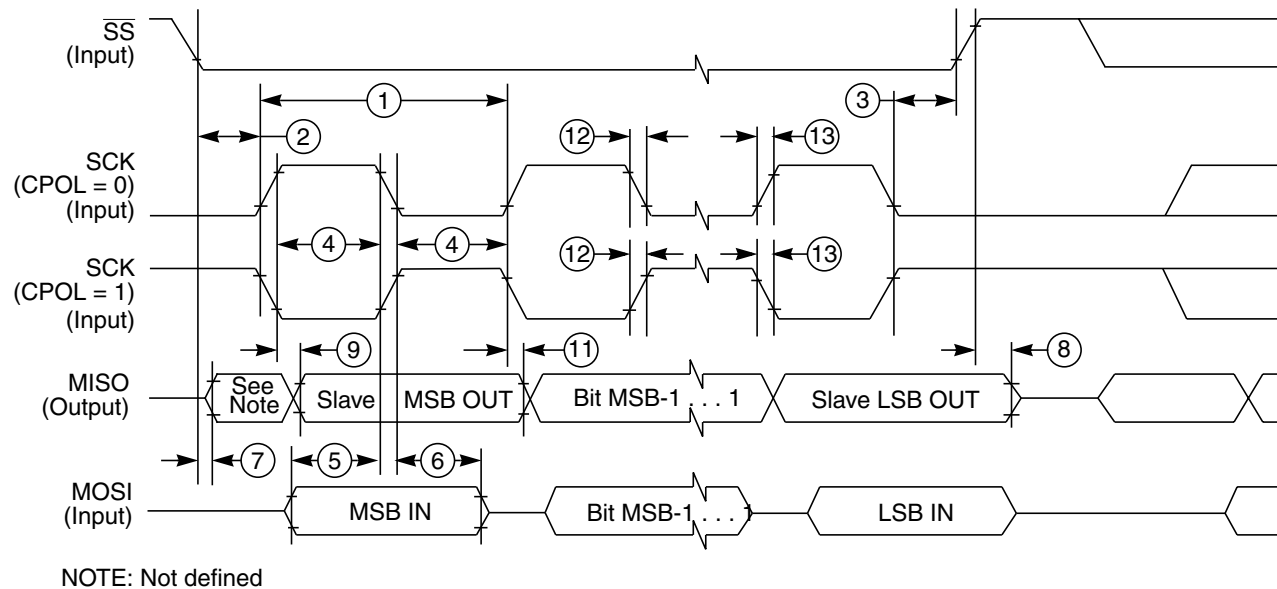 SS
(Input)
1
3
2
12
13
SCK
(CPOL = 0)
(Input)
4
4
SCK
(CPOL = 1)
(Input)
12
13
9
11
8
MISO
(Output)
See
Note
Slave
MSB OUT
Bit MSB-1 . . . 1
Slave LSB OUT
7
5
6
MOSI
(Input)
MSB IN
Bit MSB-1 . . . 1
LSB IN
NOTE: Not defined